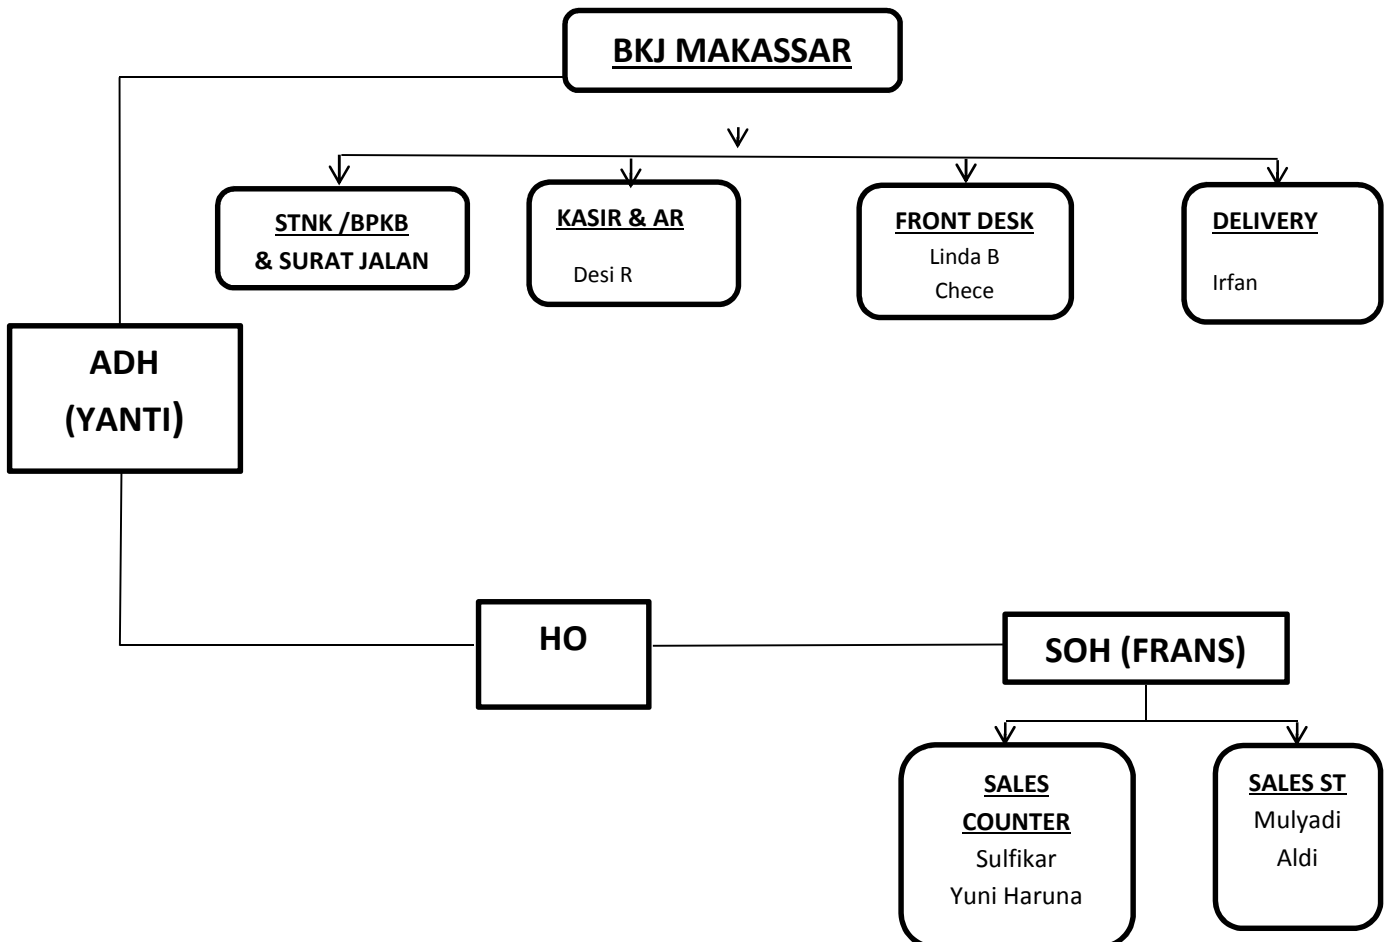 BKJ MAKASSAR
STNK /BPKB
& SURAT JALAN
KASIR & AR
Desi R
FRONT DESK
Linda B
Chece
DELIVERY
Irfan
ADH
(YANTI)
HO
SOH (FRANS)
SALES
COUNTER
Sulfikar
Yuni Haruna
SALES ST
Mulyadi
Aldi